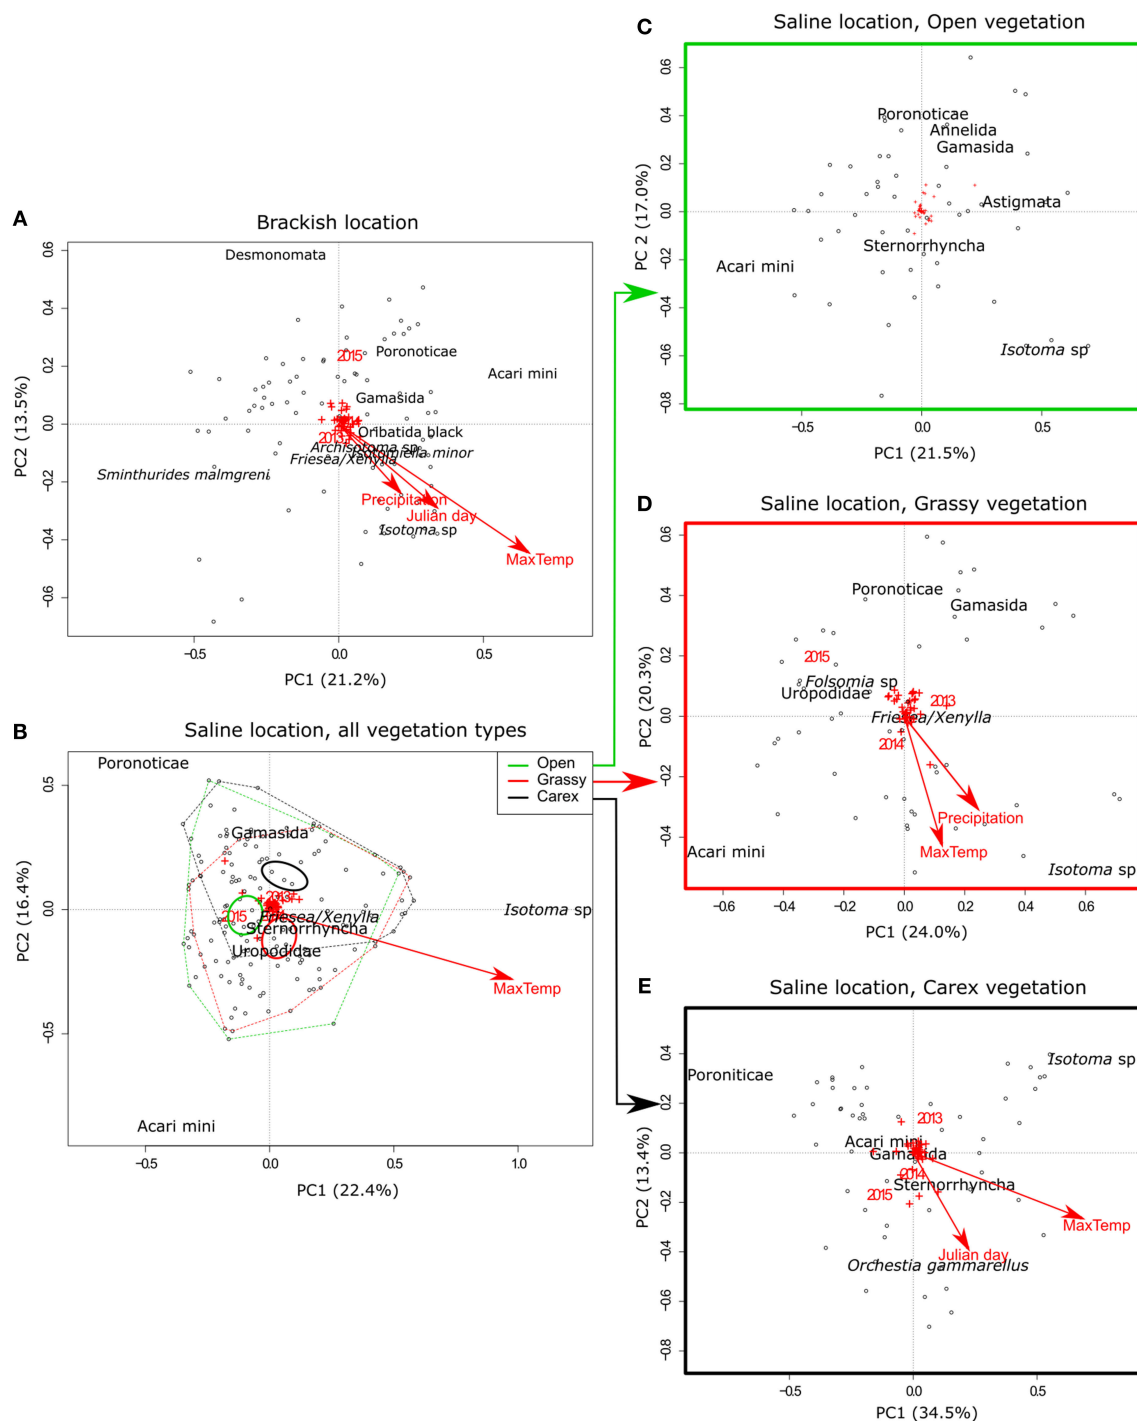 A
Brackish location
Desmonomata
Poronoticae
2015
Acari mini
Gamasida
Oribatida black
2013
Archisotoma sp
Isotomiella minor
Friesea/Xenylla
Sminthurides malmgreni
Precipitation
Julian day
Isotoma sp
MaxTemp
PC2 (13.5%)
0.6
0.4
0.2
0.0
−0.2
−0.4
−0.6
−0.5
0.0
0.5
PC1 (21.2%)
B
Saline location, all vegetation types
Open
Grassy
Carex
Poronoticae
Gamasida
2015
Friesea/Xenylla
Isotoma sp
Sternorrhyncha
Uropodidae
MaxTemp
Acari mini
PC2 (16.4%)
0.5
0.0
−0.5
−0.5
0.0
0.5
1.0
PC1 (22.4%)
C
Saline location, Open vegetation
Poronoticae
Annelida
Gamasida
Astigmata
Sternorrhyncha
Acari mini
Isotoma sp
PC 2 (17.0%)
0.6
0.4
0.2
0.0
−0.2
−0.4
−0.6
−0.8
−0.5
0.0
0.5
PC1 (21.5%)
D
Saline location, Grassy vegetation
Poronoticae
Gamasida
2015
Folsomia sp
Uropodidae
2013
Friesea/Xenylla
2014
Precipitation
MaxTemp
Acari mini
Isotoma sp
PC2 (20.3%)
0.6
0.4
0.2
0.0
−0.2
−0.4
−0.6
−0.4
−0.2
0.0
0.2
0.4
0.6
PC1 (24.0%)
E
Saline location, Carex vegetation
Isotoma sp
Poroniticae
2013
Acari mini
Gamasida
2014
Sternorrhyncha
2015
MaxTemp
Julian day
Orchestia gammarellus
PC2 (13.4%)
0.4
0.2
0.0
−0.2
−0.4
−0.6
−0.8
−0.5
0.0
0.5
PC1 (34.5%)